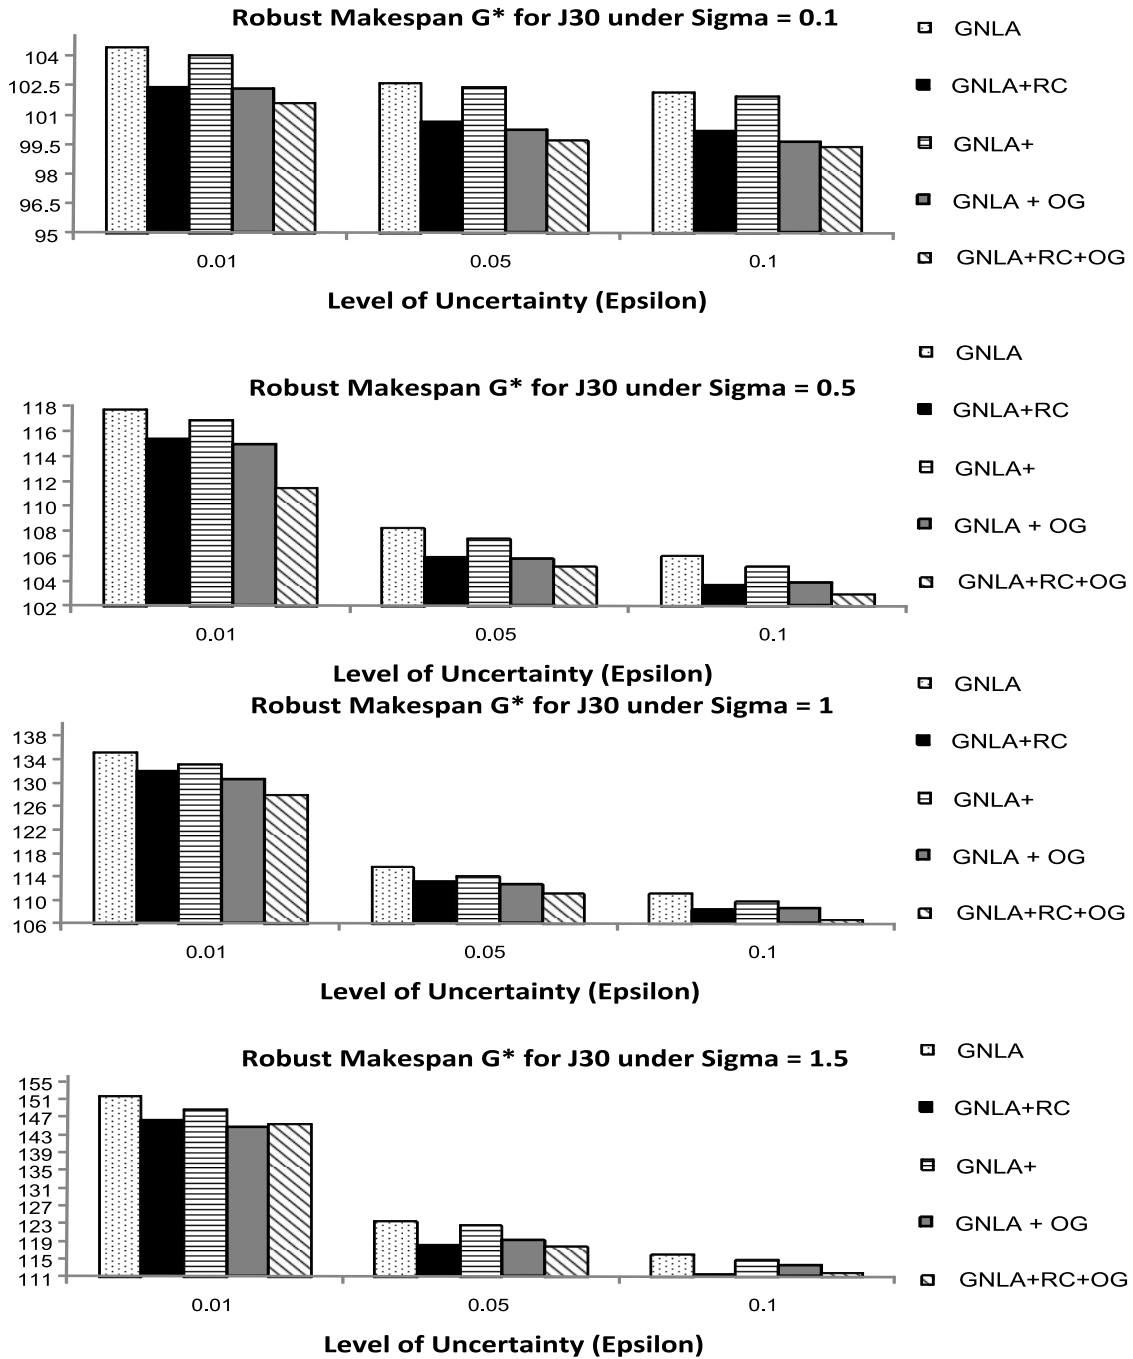 Robust Makespan G* for J30 under Sigma = 0.1
104
102.5
101
99.5
98
96.5
95
0.01
0.05
0.1
Level of Uncertainty (Epsilon)
GNLA
GNLA+RC
GNLA+
GNLA + OG
GNLA+RC+OG
Robust Makespan G* for J30 under Sigma = 0.5
118
116
114
112
110
108
106
104
102
0.01
0.05
0.1
Level of Uncertainty (Epsilon)
GNLA
GNLA+RC
GNLA+
GNLA + OG
GNLA+RC+OG
Robust Makespan G* for J30 under Sigma = 1
138
134
130
126
122
118
114
110
106
0.01
0.05
0.1
Level of Uncertainty (Epsilon)
GNLA
GNLA+RC
GNLA+
GNLA + OG
GNLA+RC+OG
Robust Makespan G* for J30 under Sigma = 1.5
155
151
147
143
139
135
131
127
123
119
115
111
0.01
0.05
0.1
Level of Uncertainty (Epsilon)
GNLA
GNLA+RC
GNLA+
GNLA + OG
GNLA+RC+OG